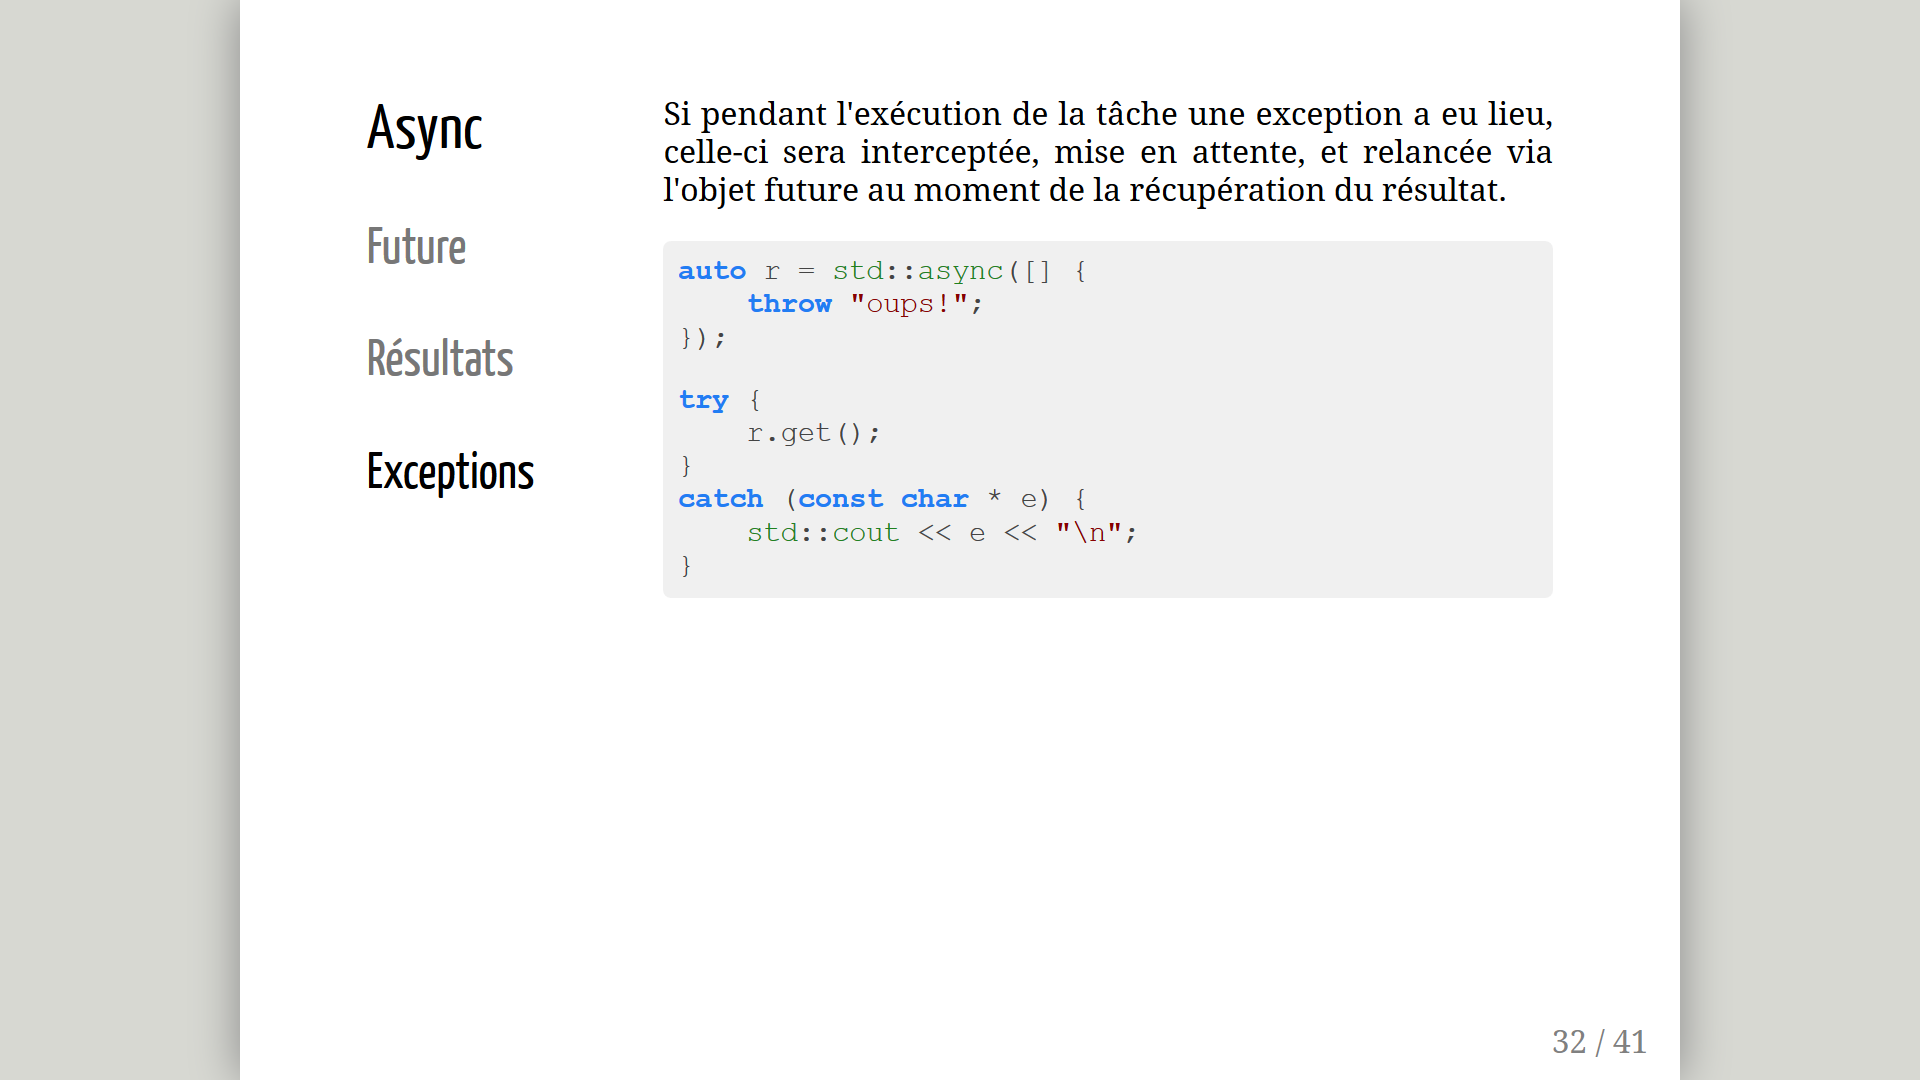 Async
Future
Résultats
Exceptions
Si pendant l'exécution de la tâche une exception a eu lieu,
celle-ci sera interceptée, mise en attente, et relancée via
l'objet future au moment de la récupération du résultat.
auto r = std::async([] {
    throw "oups!";
});

try {
    r.get();
}
catch (const char * e) {
    std::cout << e << "\n";
}
32 / 41